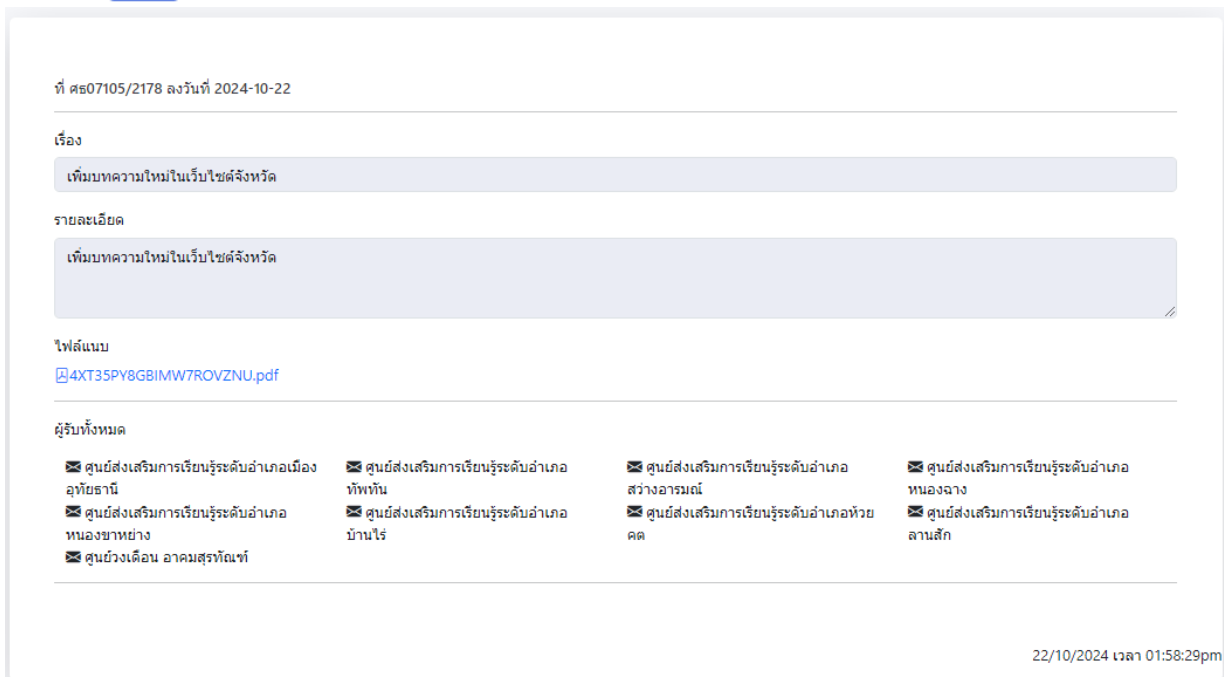 ที่ ศธ07105/2178 ลงวันที่ 2024-10-22
เรื่อง
เพิ่มบทความใหม่ในเว็บไซต์จังหวัด
รายละเอียด
เพิ่มบทความใหม่ในเว็บไซต์จังหวัด
ไฟล์แนบ
4XT35PY8GBIMW7ROVZNU.pdf
ผู้รับทั้งหมด
ศูนย์ส่งเสริมการเรียนรู้ระดับอำเภอเมือง
อุทัยธานี
ศูนย์ส่งเสริมการเรียนรู้ระดับอำเภอ
ทัพทัน
ศูนย์ส่งเสริมการเรียนรู้ระดับอำเภอ
สว่างอารมณ์
ศูนย์ส่งเสริมการเรียนรู้ระดับอำเภอ
หนองฉาง
ศูนย์ส่งเสริมการเรียนรู้ระดับอำเภอ
หนองขาหย่าง
ศูนย์ส่งเสริมการเรียนรู้ระดับอำเภอ
บ้านไร่
ศูนย์ส่งเสริมการเรียนรู้ระดับอำเภอห้วย
คต
ศูนย์ส่งเสริมการเรียนรู้ระดับอำเภอ
ลานสัก
ศูนย์วงเดือน อาคมสุรทัณฑ์
22/10/2024 เวลา 01:58:29pm